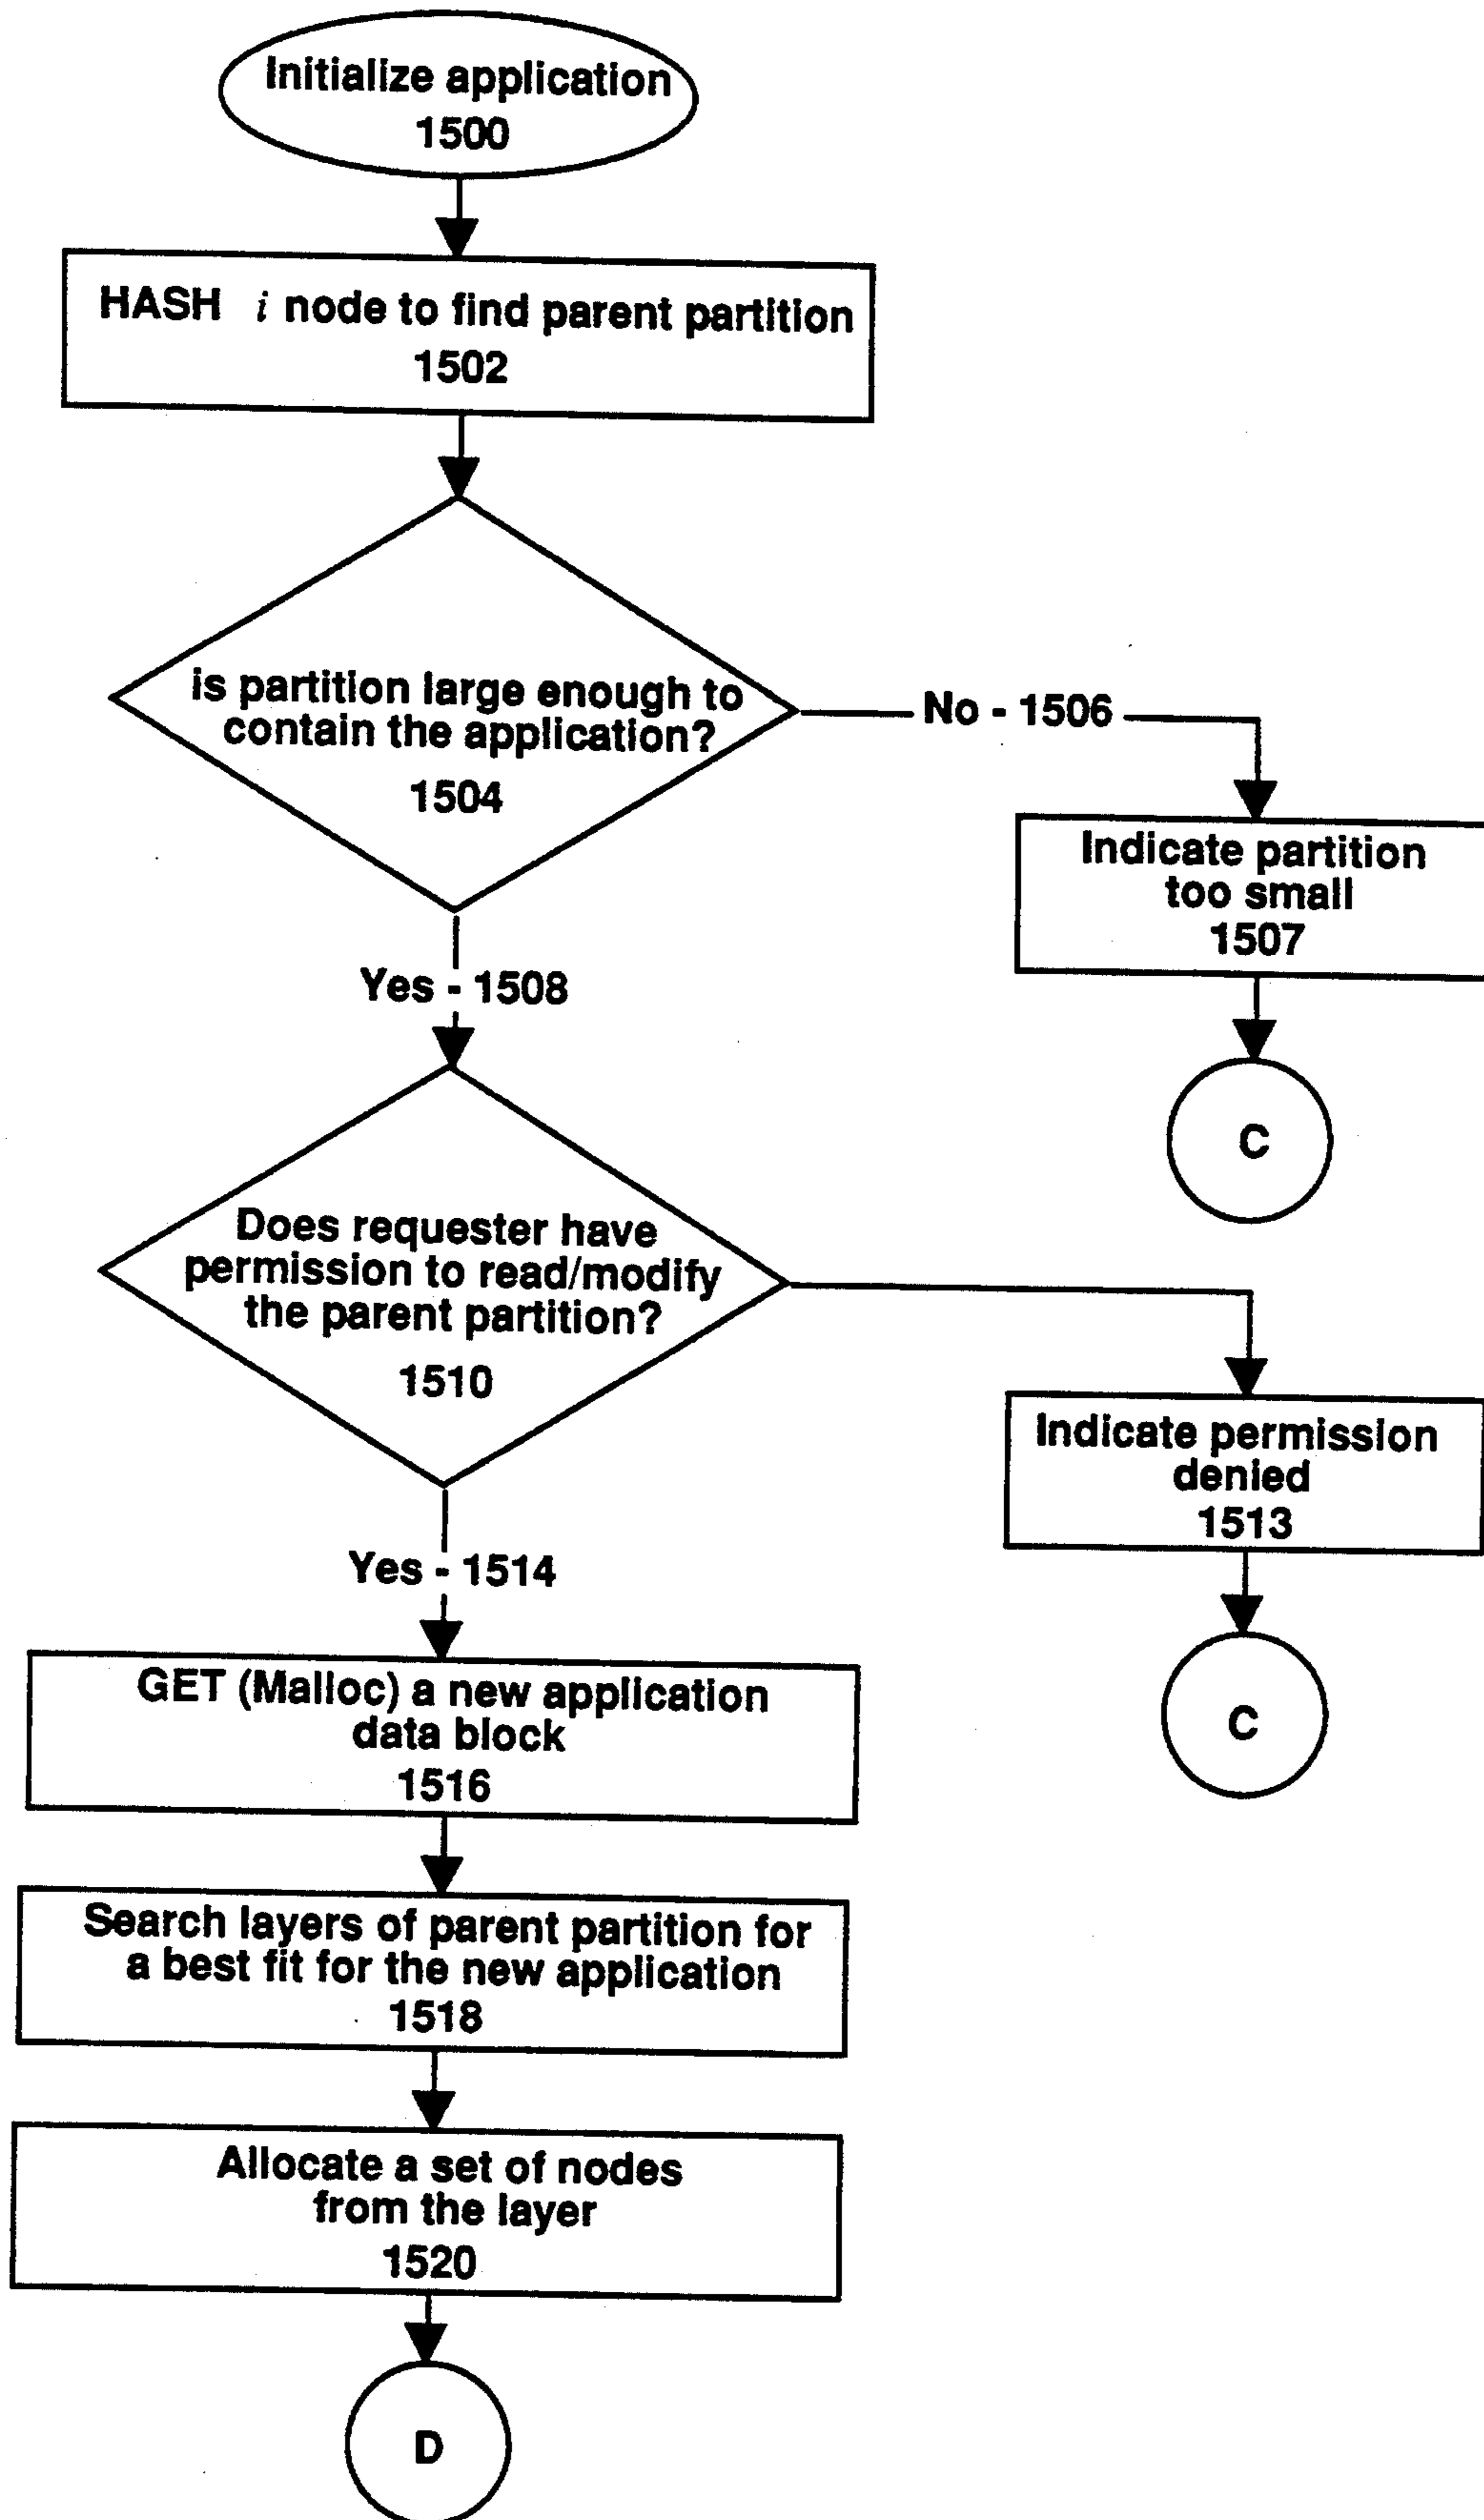 Initialize application
1500
HASH i node to find parent partition
1502
is partition large enough to
contain the application?
1504
No - 1506
Indicate partition
too small
1507
C
Yes - 1508
Does requester have
permission to read/modify
the parent partition?
1510
Indicate permission
denied
1513
C
Yes - 1514
GET (Malloc) a new application
data block
1516
Search layers of parent partition for
a best fit for the new application
1518
Allocate a set of nodes
from the layer
1520
D